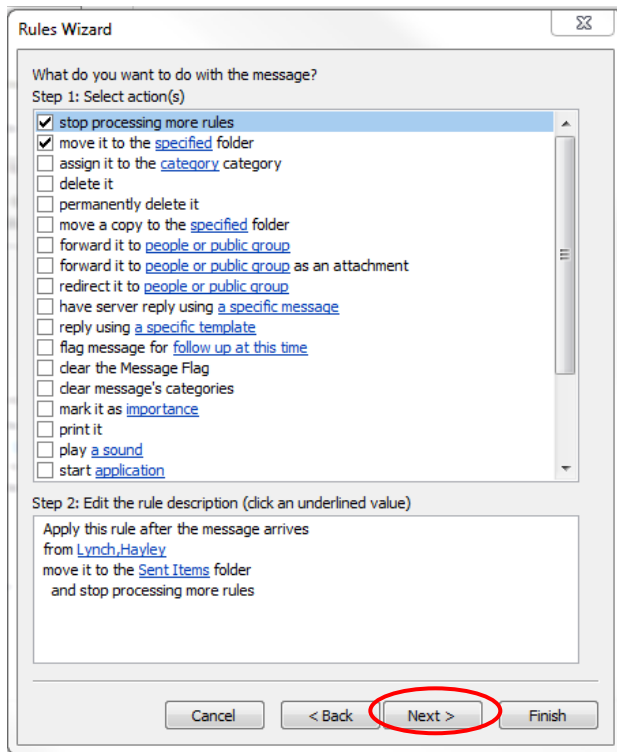 Rules Wizard
What do you want to do with the message?
Step 1: Select action(s)
stop processing more rules
move it to the specified folder
assign it to the category category
delete it
permanently delete it
move a copy to the specified folder
forward it to people or public group
forward it to people or public group as an attachment
redirect it to people or public group
have server reply using a specific message
reply using a specific template
flag message for follow up at this time
clear the Message Flag
clear message's categories
mark it as importance
print it
play a sound
start application
Step 2: Edit the rule description (click an underlined value)
Apply this rule after the message arrives
from Lynch,Hayley
move it to the Sent Items folder
and stop processing more rules
Cancel < Back Next > Finish